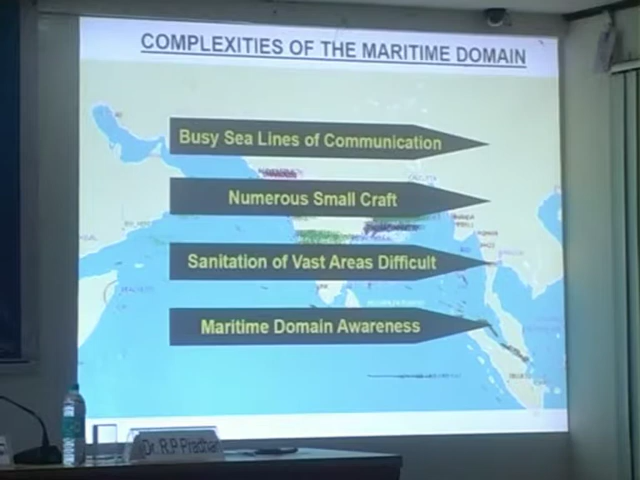 COMPLEXITIES OF THE MARITIME DOMAIN
Busy Sea Lines of Communication
Numerous Small Craft
Sanitation of Vast Areas Difficult
Maritime Domain Awareness
Dr. R.P Pradhan